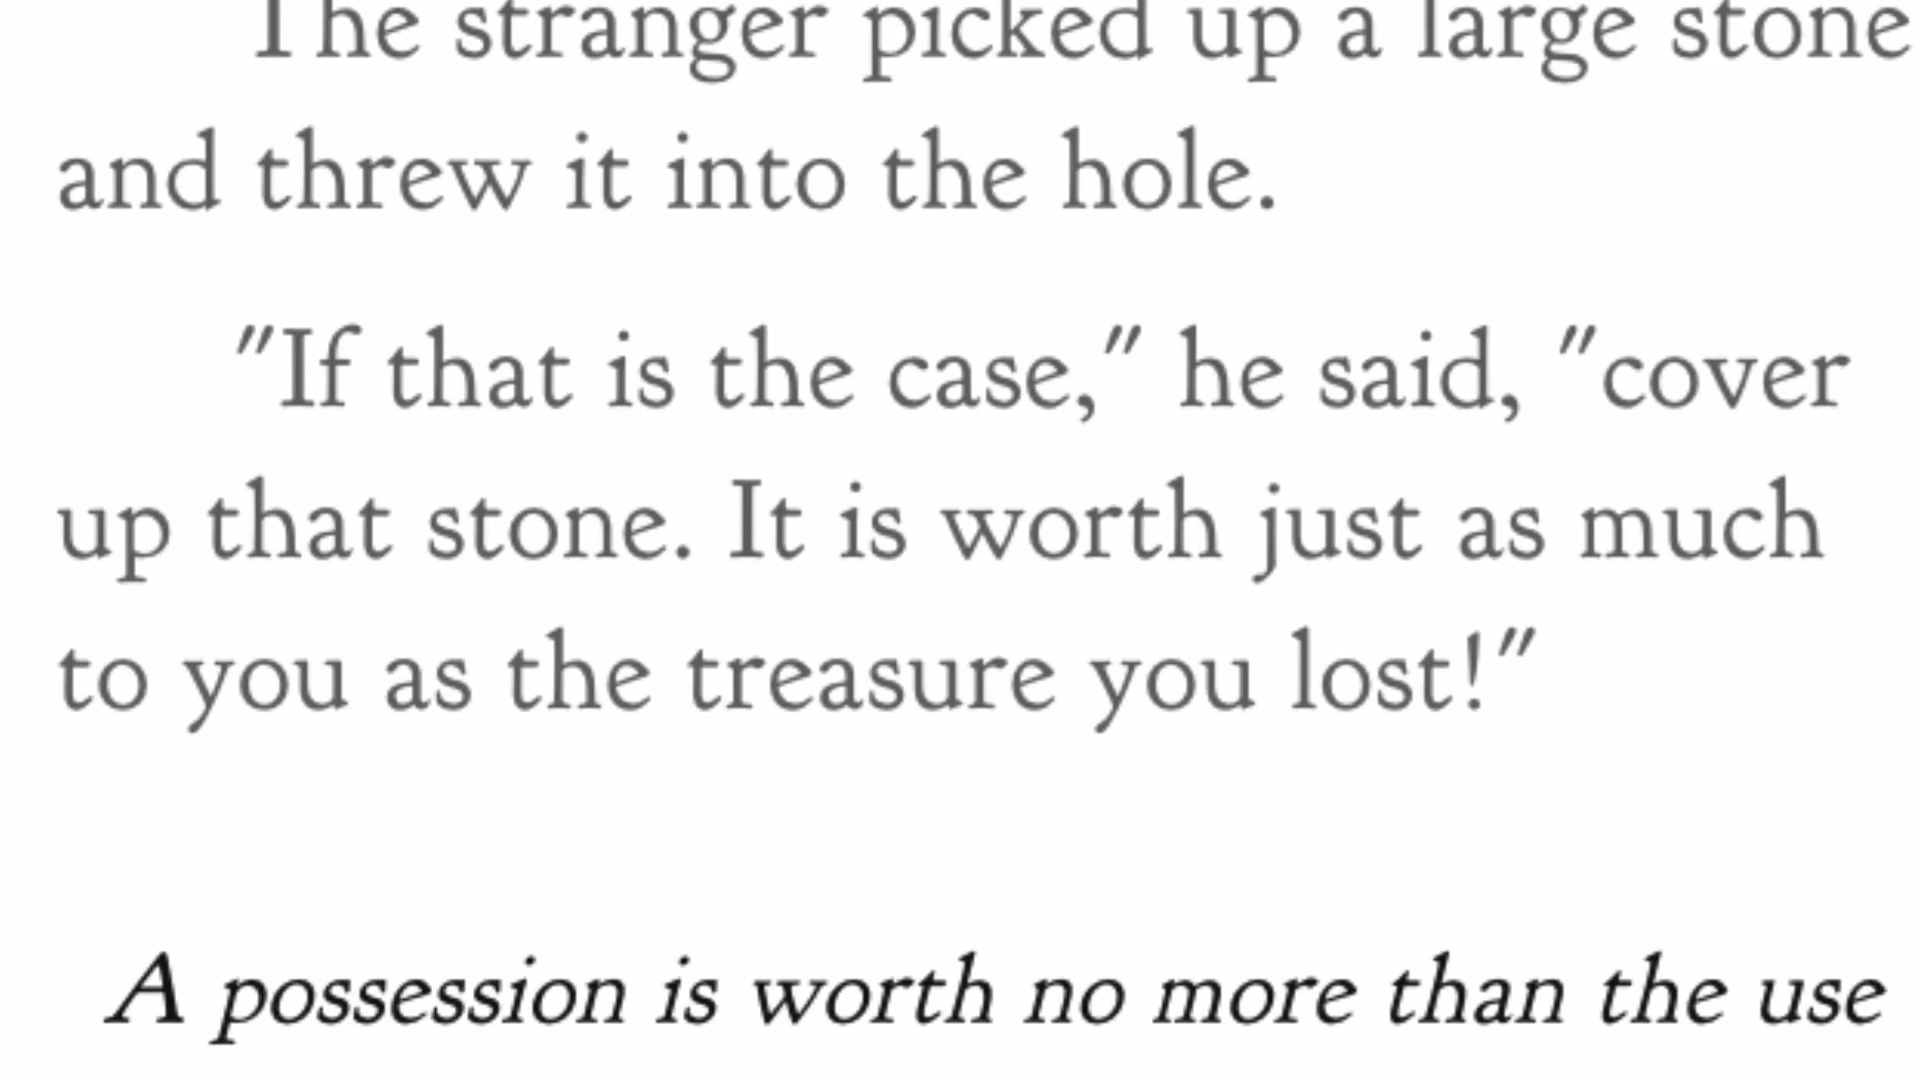 The stranger picked up a large stone
and threw it into the hole.
"If that is the case," he said, "cover
up that stone. It is worth just as much
to you as the treasure you lost!"
A possession is worth no more than the use